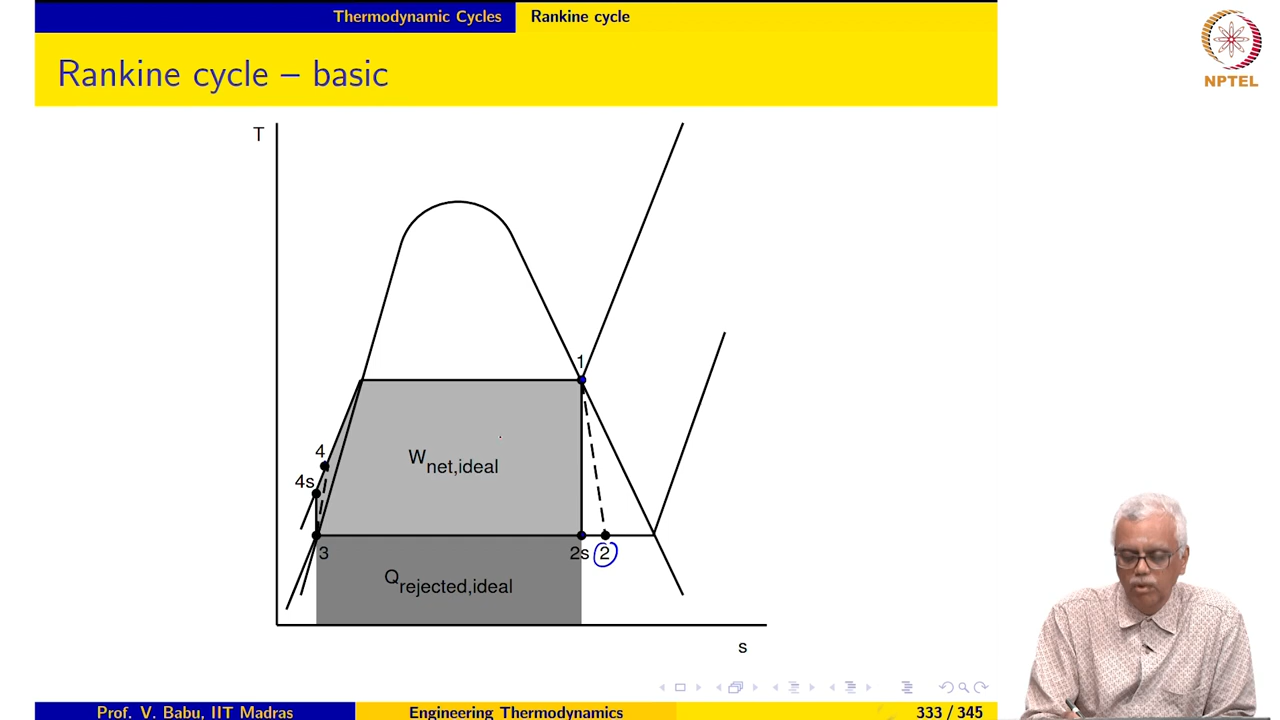 Thermodynamic Cycles Rankine cycle
NPTEL
Rankine cycle – basic
T
1
4
W net,ideal
4s
3
2s 2
Q rejected,ideal
s
Prof. V. Babu, IIT Madras Engineering Thermodynamics 333 / 345